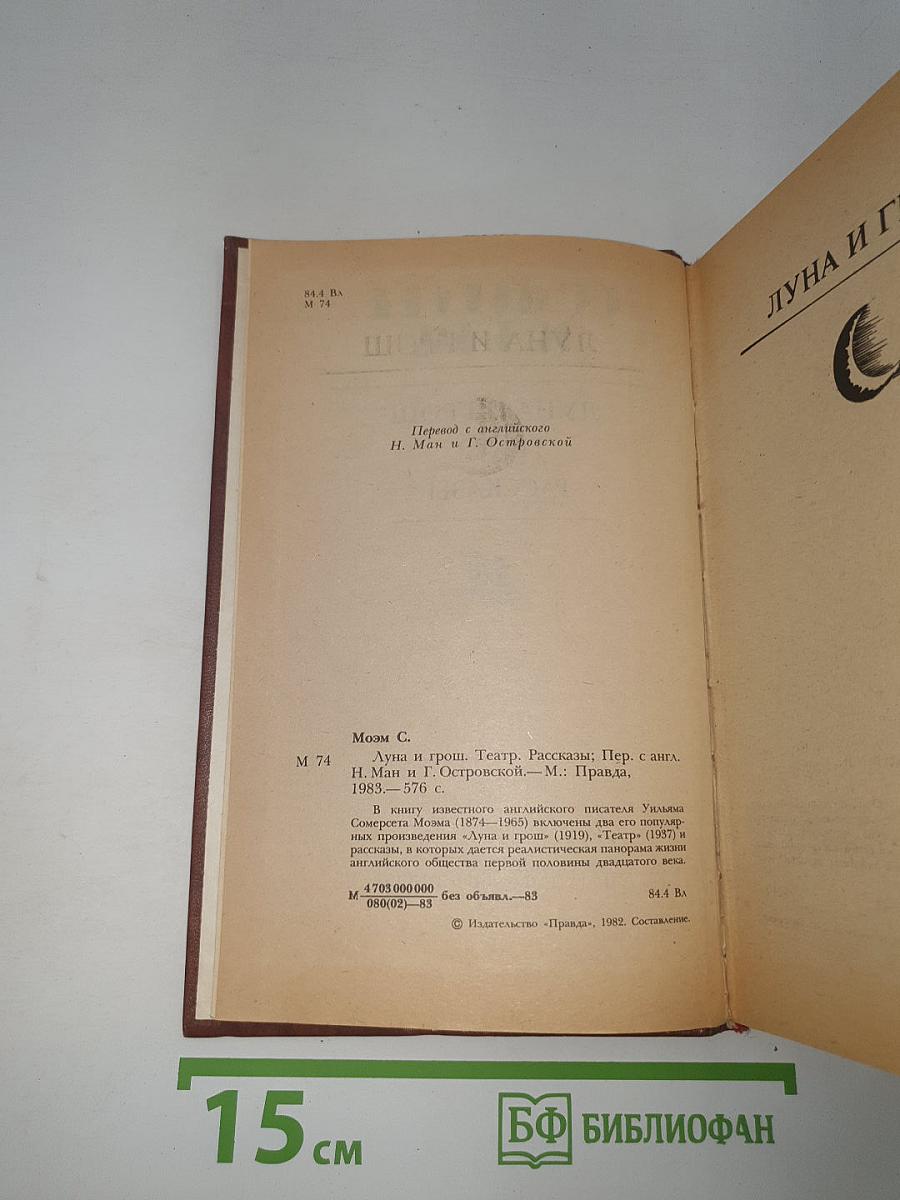 84.4 Вл
М 74
Перевод с английского
Н. Ман и Г. Островской
Моэм С.
М 74 Луна и грош. Театр. Рассказы; Пер. с англ.
Н. Ман и Г. Островской.— М.: Правда,
1983.— 576 с.
В книгу известного английского писателя Уильяма
Сомерсета Моэма (1874—1965) включены два его популяр-
ных произведения «Луна и грош» (1919), «Театр» (1937) и
рассказы, в которых дается реалистическая панорама жизни
английского общества первой половины двадцатого века.
М 4703000000
080(02)—83 без объявл.—83
84.4 Вл
© Издательство «Правда», 1982. Составление.
ЛУНА И
15 см
БФ БИБЛИОФАН